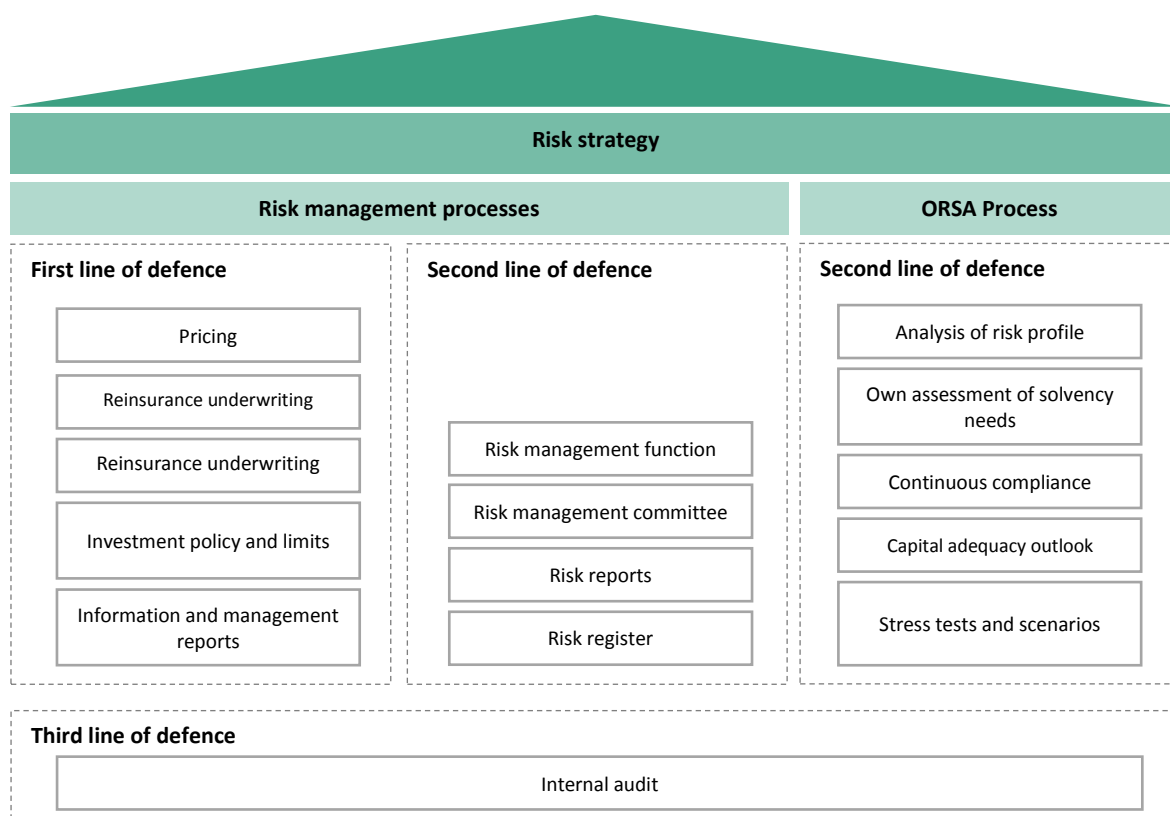 Risk strategy
Risk management processes
ORSA Process
First line of defence
Pricing
Reinsurance underwriting
Reinsurance underwriting
Investment policy and limits
Information and management
reports
Second line of defence
Risk management function
Risk management committee
Risk reports
Risk register
Second line of defence
Analysis of risk profile
Own assessment of solvency
needs
Continuous compliance
Capital adequacy outlook
Stress tests and scenarios
Third line of defence
Internal audit